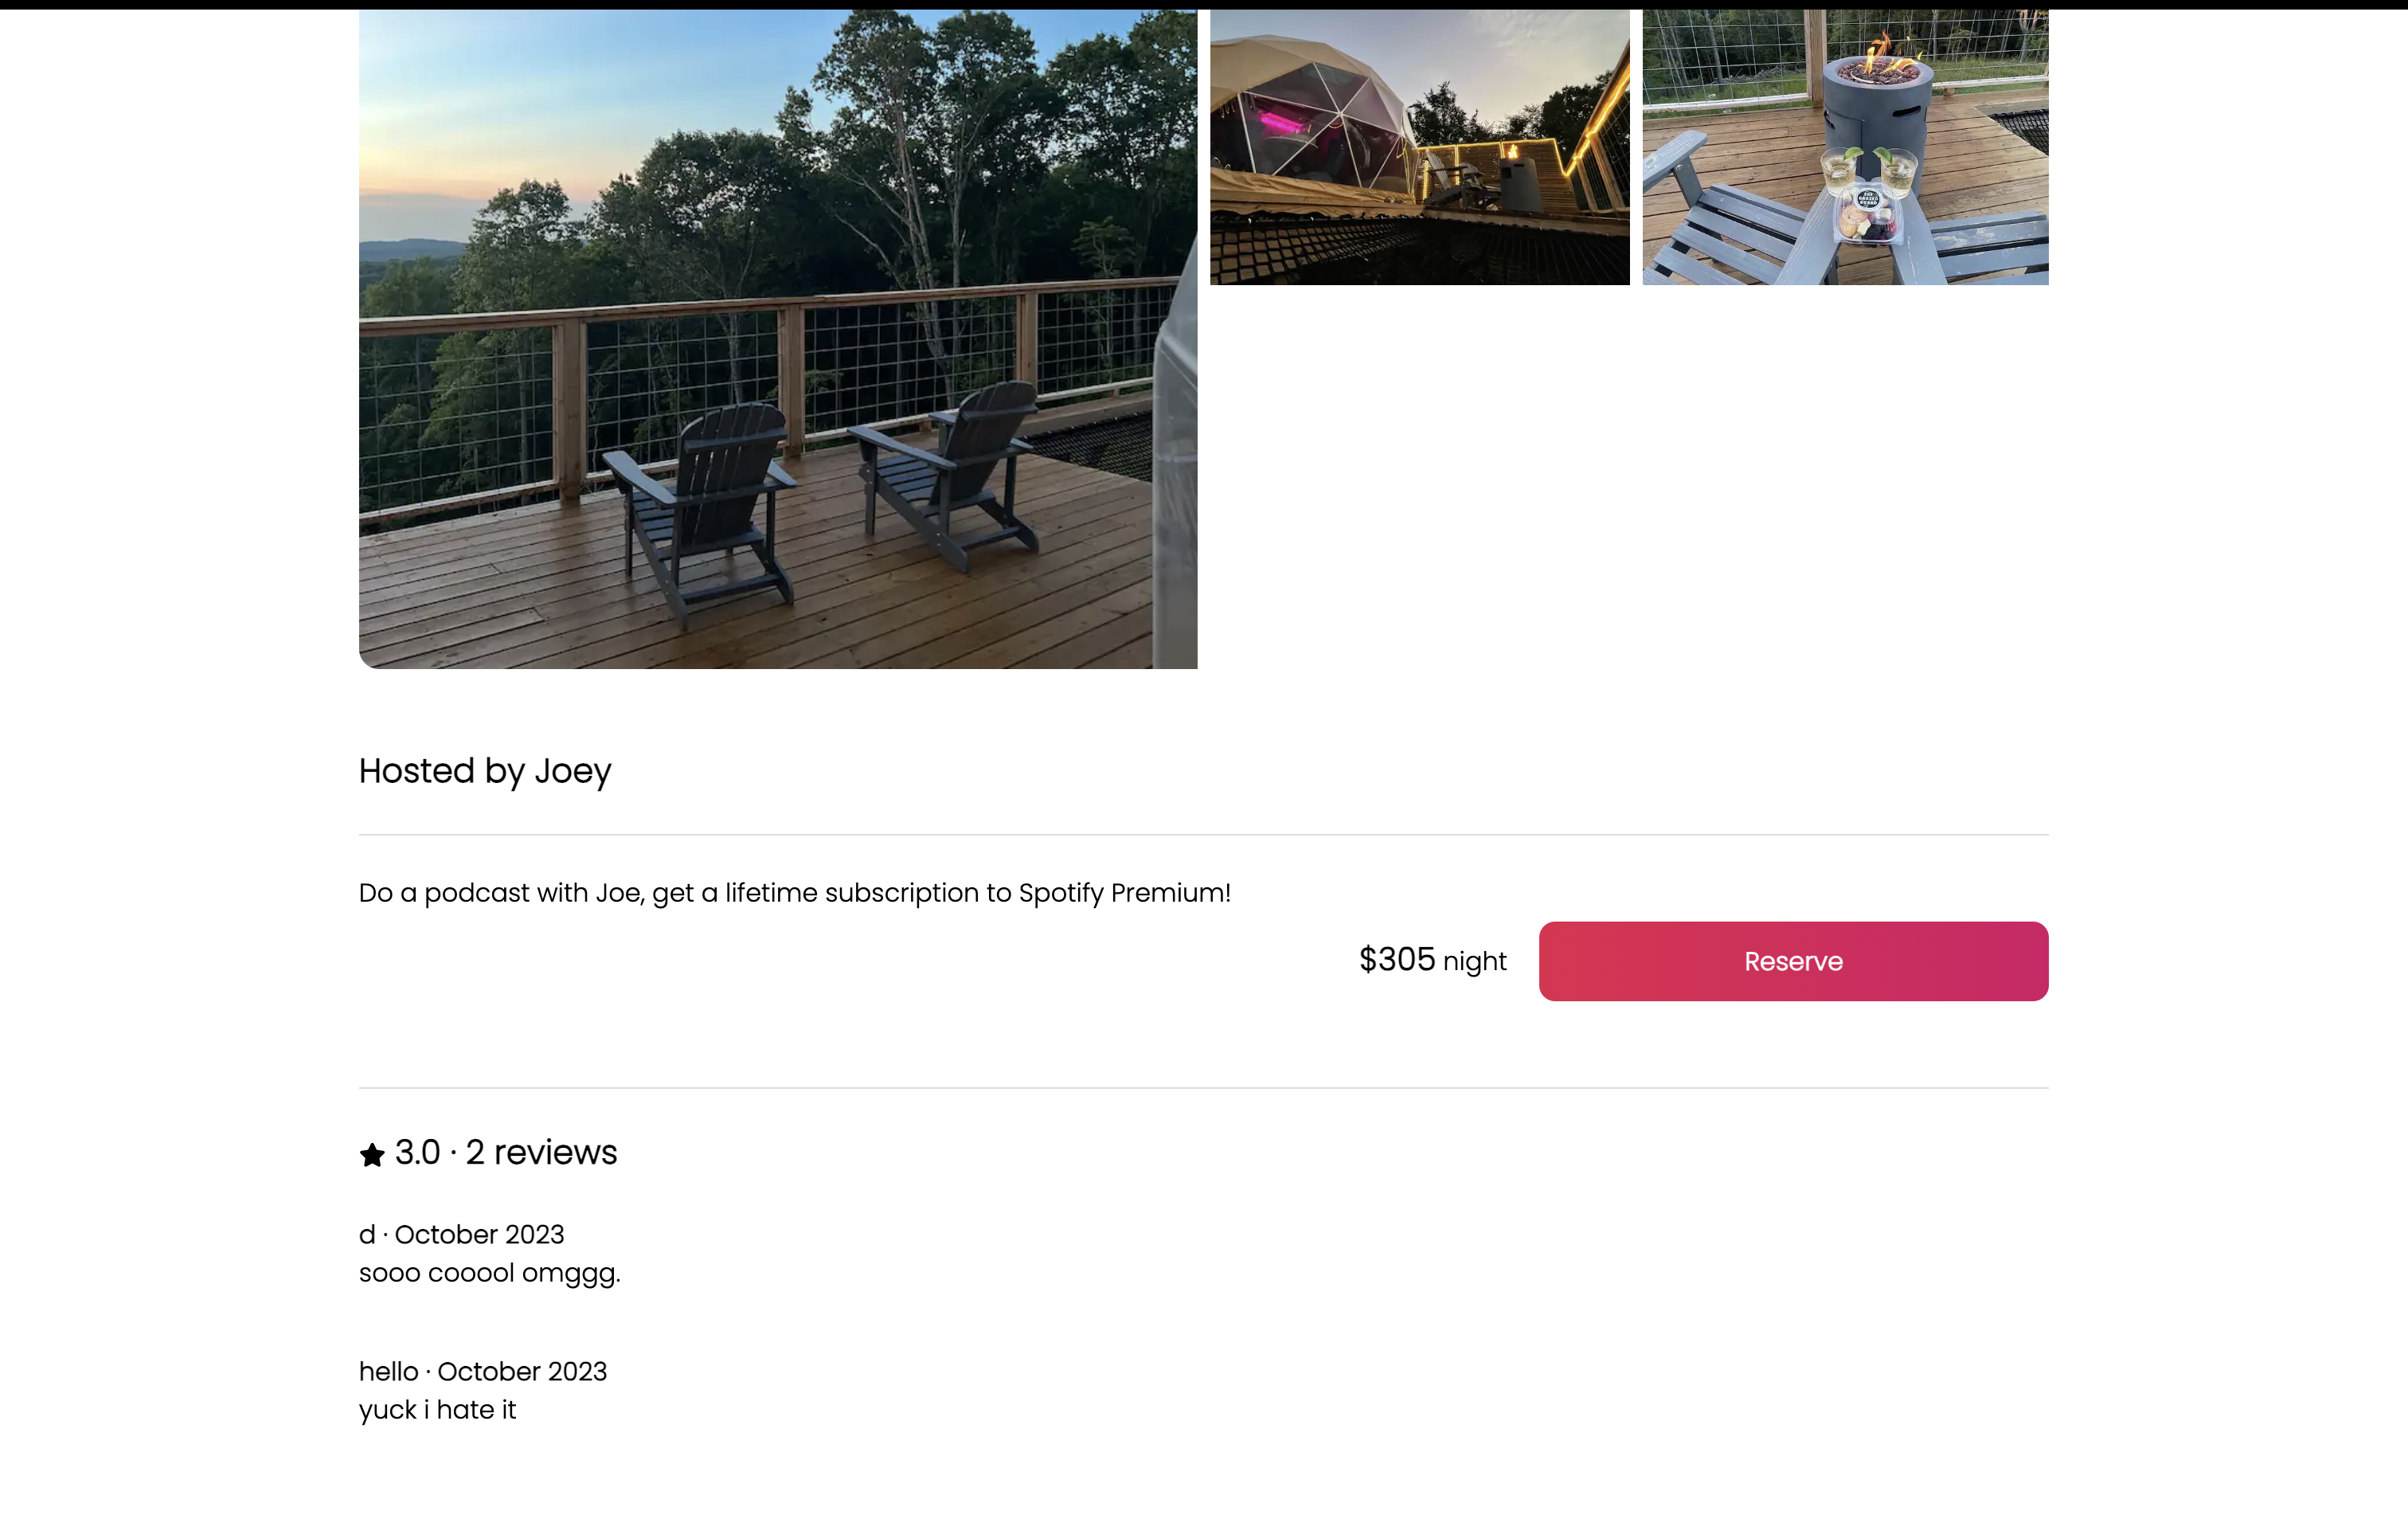 Hosted by Joey
Do a podcast with Joe, get a lifetime subscription to Spotify Premium!
$305 night
Reserve
3.0 · 2 reviews
d · October 2023
sooo cooool omggg.
hello · October 2023
yuck i hate it